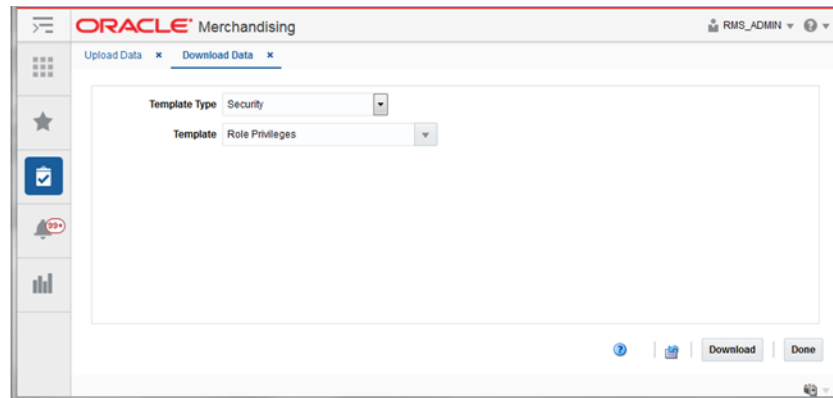 ORACLE® Merchandising RMS_ADMIN
Upload Data × Download Data ×
Template Type Security
Template Role Privileges
99+
Download Done